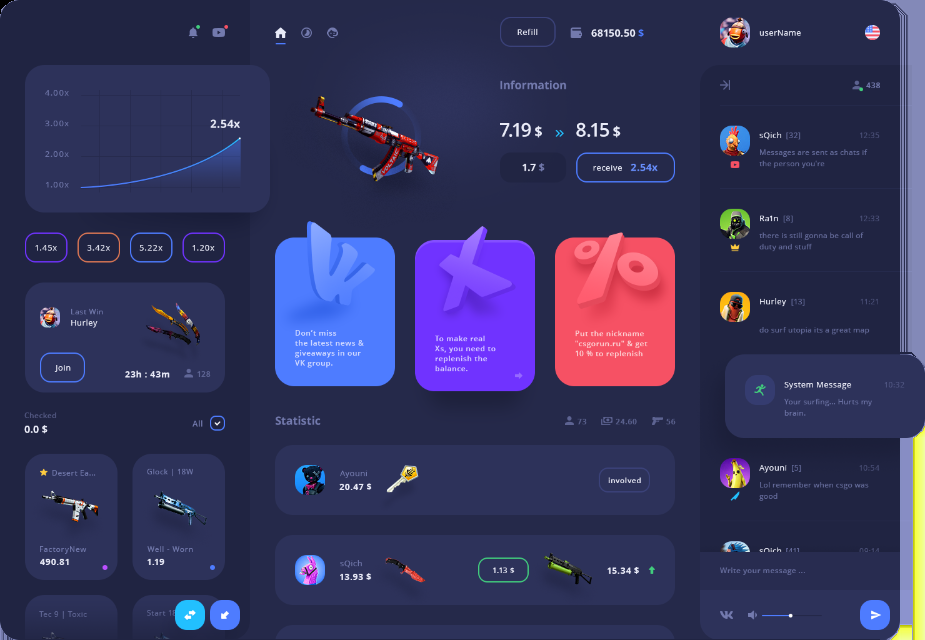 4.00x
3.00x
2.00x
1.00x
2.54x
1.45x
3.42x
5.22x
1.20x
Last Win
Hurley
Join
23h : 43m
128
Checked
0.0 $
All
Desert Ea...
FactoryNew
490.81
Glock | 18W
Well - Worn
1.19
Tec 9 | Toxic
Start
Refill
68150.50 $
Information
7.19 $ » 8.15 $
1.7 $
receive 2.54x
Don't miss
the latest news &
giveaways in our
VK group.
To make real
Xs, you need to
replenish the
balance.
%
Put the nickname
"csgorun.ru" & get
10 % to replenish
Statistic
73
24.60
56
Ayouni
20.47 $
involved
sQich
13.93 $
1.13 $
15.34 $
userName
438
sQich [32] 12:35
Messages are sent as chats if
the person you're
Ra1n [8] 12:33
there is still gonna be call of
duty and stuff
Hurley [13] 11:21
do surf utopia its a great map
System Message 10:32
Your surfing... Hurts my
brain.
Ayouni [5] 10:54
Lol remember when csgo was
good
sQich [41] 09:14
Write your message ...